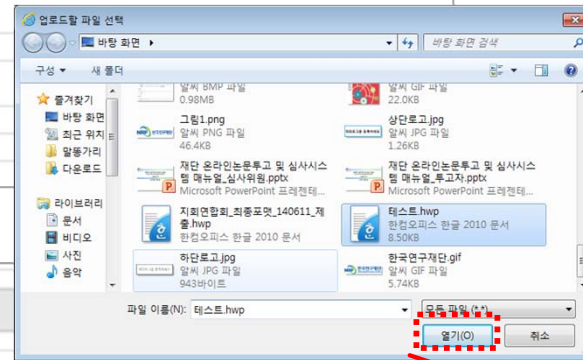 업로드할 파일 선택
바탕 화면
바탕 화면 검색
구성 새 폴더
즐겨찾기
바탕 화면
최근 위치
알똥가리
다운로드
라이브러리
문서
비디오
사진
음악
알씨 BMP 파일
0.98MB
알씨 GIF 파일
22.0KB
그림1.png
알씨 PNG 파일
46.4KB
상단로고.jpg
알씨 JPG 파일
1.26KB
재단 온라인논문투고 및 심사시스
템 매뉴얼_심사위원.pptx
Microsoft PowerPoint 프레젠테...
재단 온라인논문투고 및 심사시스
템 매뉴얼_투고자.pptx
Microsoft PowerPoint 프레젠테...
지회연합회_최종포멧_140611_제
출.hwp
한컴오피스 한글 2010 문서
테스트.hwp
한컴오피스 한글 2010 문서
8.50KB
하단로고.jpg
알씨 JPG 파일
943바이트
한국연구재단.gif
알씨 GIF 파일
5.74KB
파일 이름(N): 테스트.hwp
모든 파일 (*.*)
열기(O) 취소